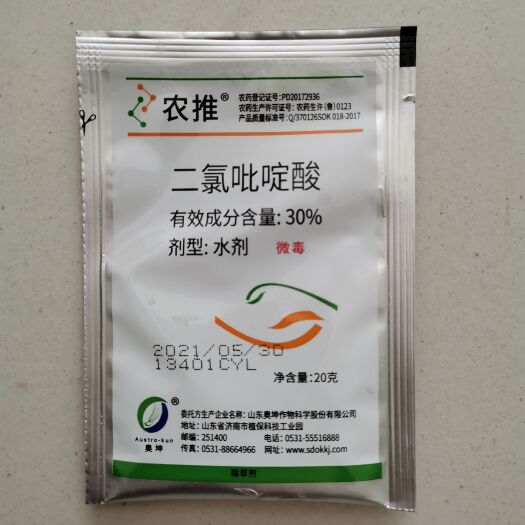 农推®
农药登记证号:PD20172936
农药生产许可证号: 农药生许(鲁)0123
产品质量标准号:Q/370126SOK 018-2017
二氯吡啶酸
有效成分含量: 30%
剂型: 水剂 微毒
2021/05/30
13401CYL
净含量:20克
®
Austro-kun
奥坤
委托方生产企业名称: 山东奥坤作物科学股份有限公司
地址: 山东省济南市植保科技工业园
邮编: 251400 电话: 0531-55516888
传真: 0531-88664966 网址: www.sdokkj.com
除草剂